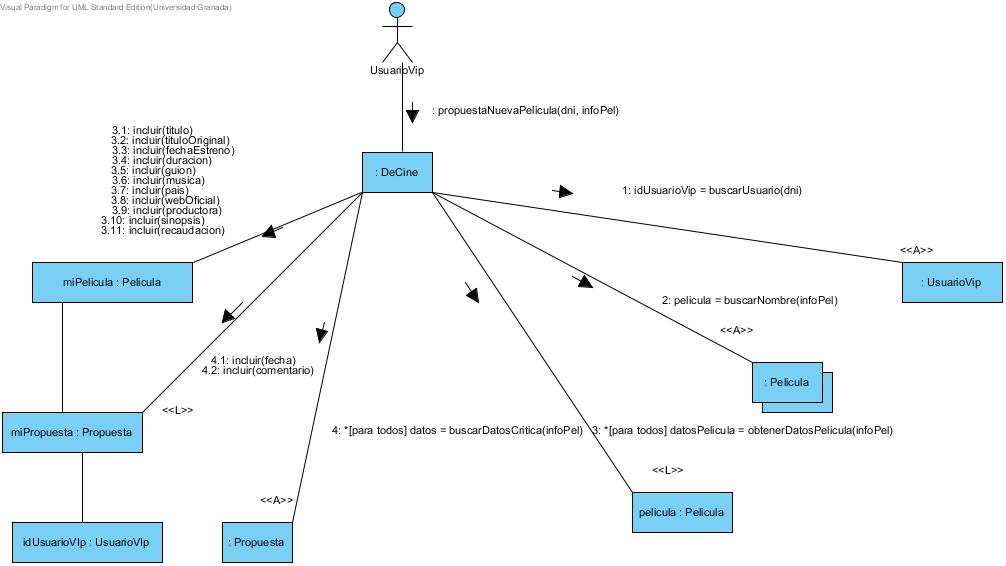 Visual Paradigm for UML Standard Edition(Universidad Granada)
UsuarioVip
: propuestaNuevaPelicula(dni, infoPel)
3.1: incluir(titulo)
3.2: incluir(tituloOriginal)
3.3: incluir(fechaEstreno)
3.4: incluir(duracion)
3.5: incluir(guion)
3.6: incluir(musica)
3.7: incluir(pais)
3.8: incluir(webOficial)
3.9: incluir(productora)
3.10: incluir(sinopsis)
3.11: incluir(recaudacion)
: DeCine
1: idUsuarioVip = buscarUsuario(dni)
<<A>>
miPelicula : Pelicula
: UsuarioVip
2: pelicula = buscarNombre(infoPel)
<<A>>
4.1: incluir(fecha)
4.2: incluir(comentario)
: Pelicula
<<L>>
miPropuesta : Propuesta
4: *[para todos] datos = buscarDatosCritica(infoPel)
3: *[para todos] datosPelicula = obtenerDatosPelicula(infoPel)
<<L>>
<<A>>
pelicula : Pelicula
idUsuarioVIp : UsuarioVIp
: Propuesta